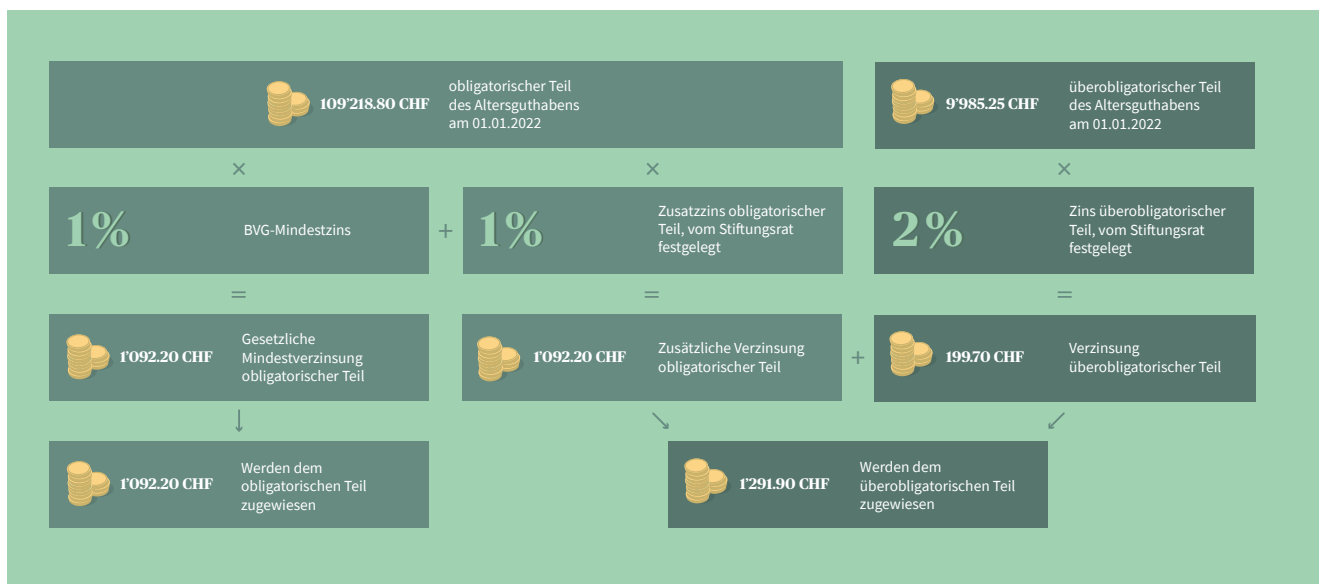 109'218.80 CHF
obligatorischer Teil
des Altersguthabens
am 01.01.2022
9'985.25 CHF
überobligatorischer Teil
des Altersguthabens
am 01.01.2022
×
×
×
1%
BVG-Mindestzins
+
1%
Zusatzzins obligatorischer
Teil, vom Stiftungsrat
festgelegt
2%
Zins überobligatorischer
Teil, vom Stiftungsrat
festgelegt
=
=
=
1'092.20 CHF
Gesetzliche
Mindestverzinsung
obligatorischer Teil
1'092.20 CHF
Zusätzliche Verzinsung
obligatorischer Teil
+
199.70 CHF
Verzinsung
überobligatorischer Teil
1'092.20 CHF
Werden dem
obligatorischen Teil
zugewiesen
1'291.90 CHF
Werden dem
überobligatorischen Teil
zugewiesen